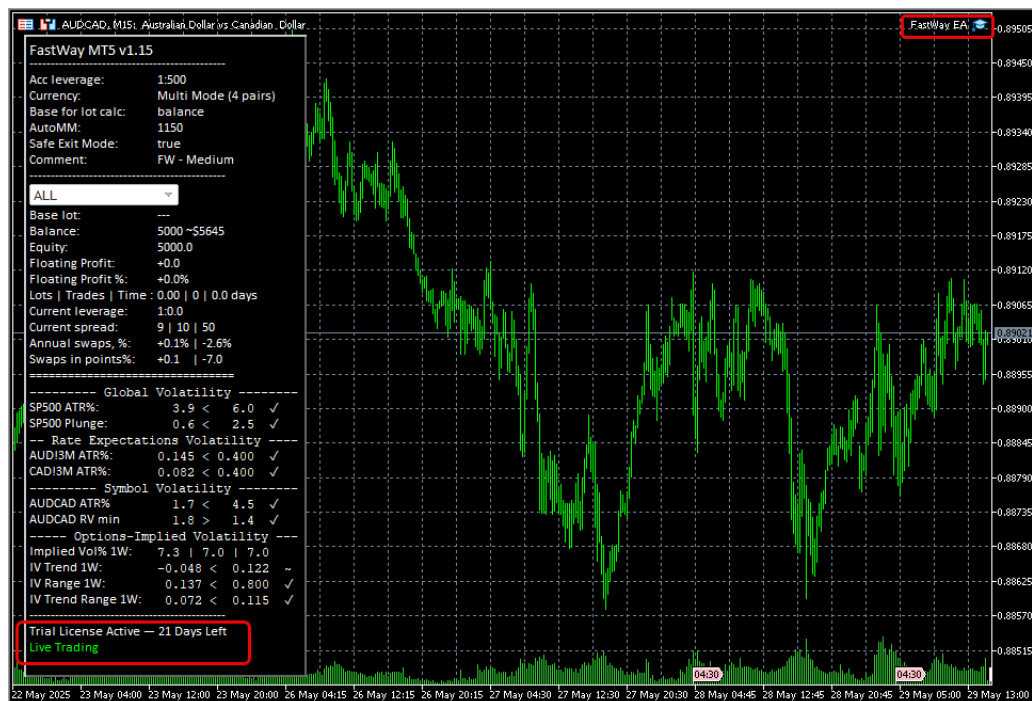 AUDCAD, M15: Australian Dollar vs Canadian Dollar
FastWay EA
FastWay MT5 v1.15
Acc leverage: 1:500
Currency: Multi Mode (4 pairs)
Base for lot calc: balance
AutoMM: 1150
Safe Exit Mode: true
Comment: FW - Medium
ALL
Base lot: ---
Balance: 5000 ~$5645
Equity: 5000.0
Floating Profit: +0.0
Floating Profit %: +0.0%
Lots | Trades | Time : 0.00 | 0 | 0.0 days
Current leverage: 1:0.0
Current spread: 9 | 10 | 50
Annual swaps, %: +0.1% | -2.6%
Swaps in points%: +0.1 | -7.0
================================
--------- Global Volatility --------
SP500 ATR%: 3.9 < 6.0 ✓
SP500 Plunge: 0.6 < 2.5 ✓
-- Rate Expectations Volatility ----
AUD!3M ATR%: 0.145 < 0.400 ✓
CAD!3M ATR%: 0.082 < 0.400 ✓
--------- Symbol Volatility --------
AUDCAD ATR% 1.7 < 4.5 ✓
AUDCAD RV min 1.8 > 1.4 ✓
----- Options-Implied Volatility ---
Implied Vol% 1W: 7.3 | 7.0 | 7.0
IV Trend 1W: -0.048 < 0.122 ~
IV Range 1W: 0.137 < 0.800 ✓
IV Trend Range 1W: 0.072 < 0.115 ✓
Trial License Active — 21 Days Left
Live Trading
0.89505
0.89450
0.89395
0.89340
0.89285
0.89230
0.89175
0.89120
0.89065
0.89021
0.89010
0.88955
0.88900
0.88845
0.88790
0.88735
0.88680
0.88625
0.88570
0.88515
04:30
04:30
22 May 2025
23 May 04:00
23 May 12:00
23 May 20:00
26 May 04:15
26 May 12:15
26 May 20:15
27 May 04:30
27 May 12:30
27 May 20:30
28 May 04:45
28 May 12:45
28 May 20:45
29 May 05:00
29 May 13:00